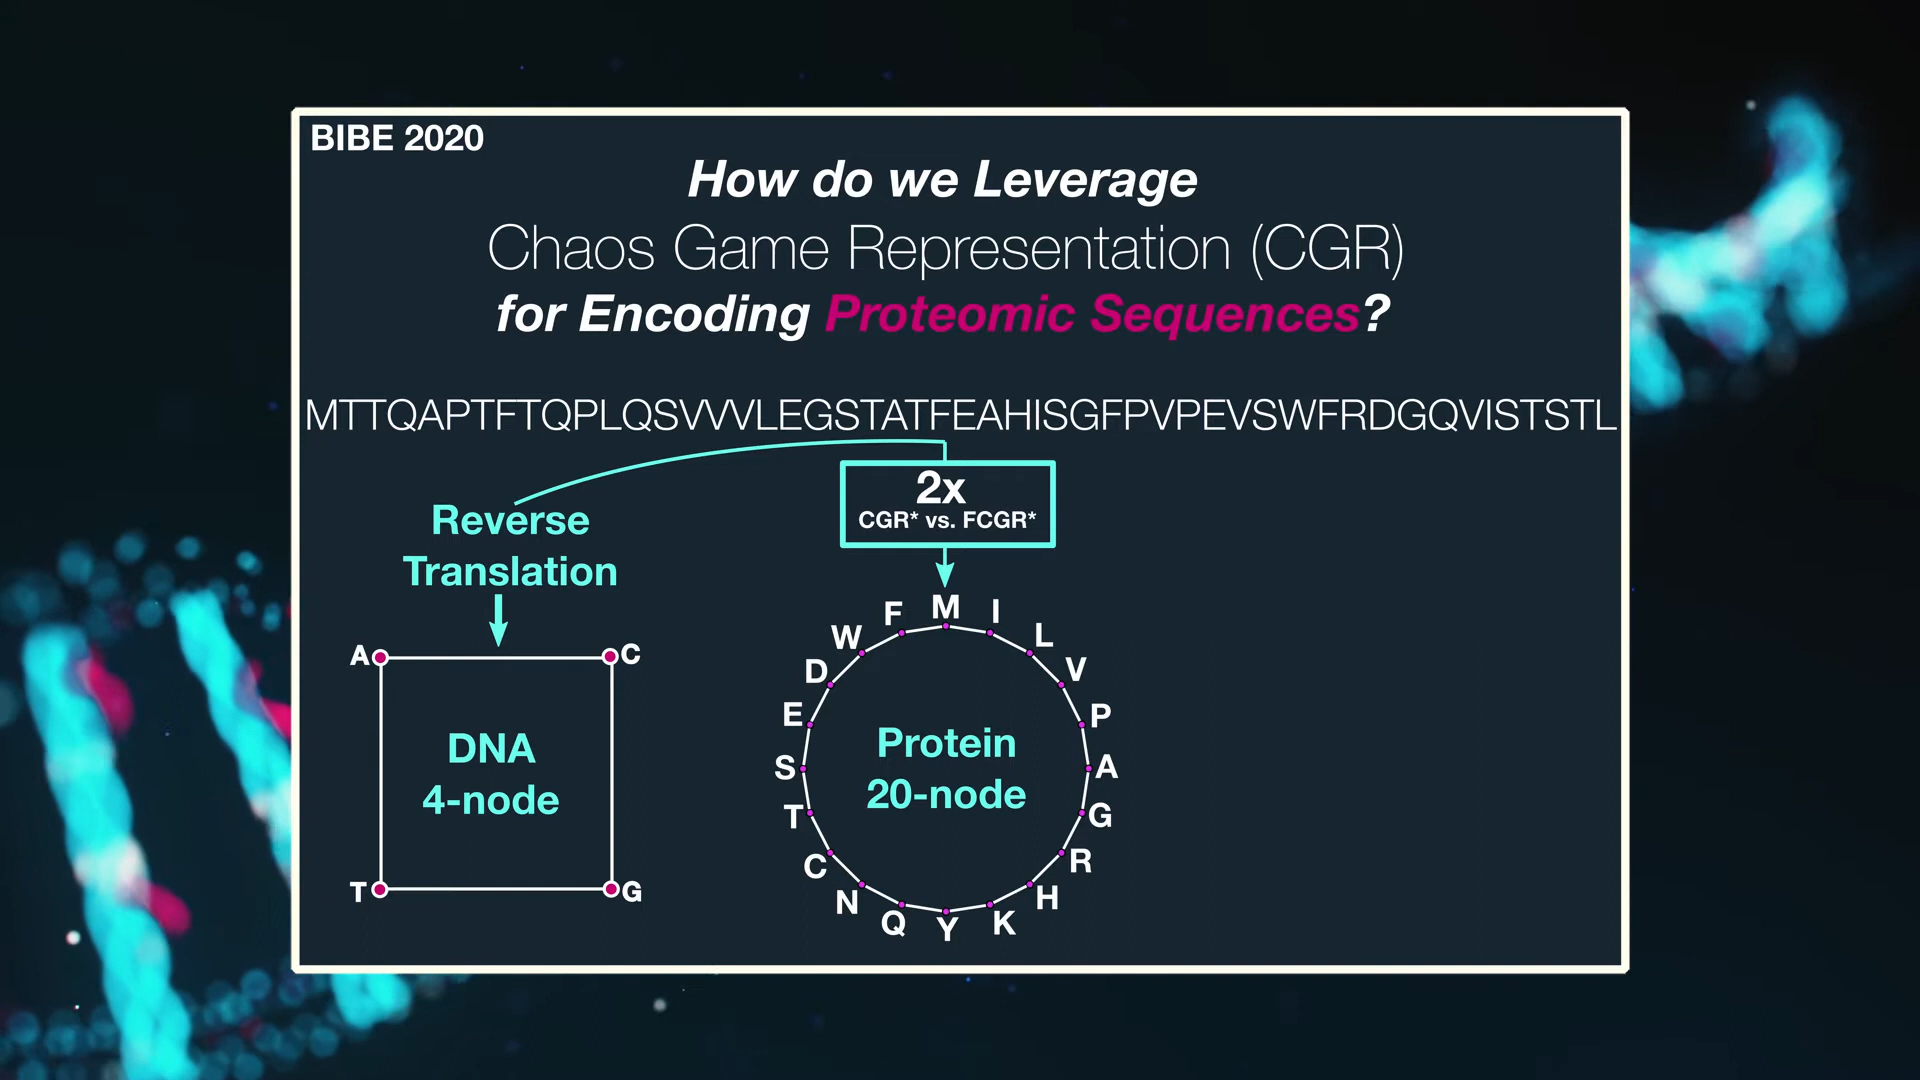 BIBE 2020
How do we Leverage
Chaos Game Representation (CGR)
for Encoding Proteomic Sequences?
MTTQAPTFTQPLQSVVVLEGSTATFEAHISGFPVPEVSWFRDGQVISTSTL
Reverse
Translation
2x
CGR* vs. FCGR*
A
C
DNA
4-node
T
G
M
I
L
V
P
A
G
R
H
K
Y
Q
N
C
T
S
E
D
W
F
Protein
20-node